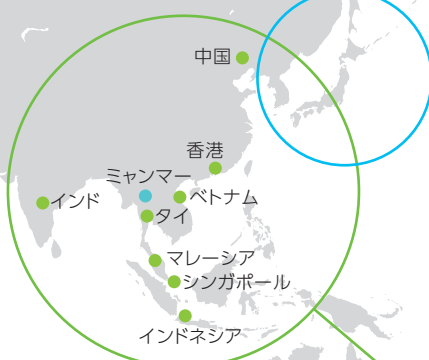 中国
香港
ミャンマー
インド
ベトナム
タイ
マレーシア
シンガポール
インドネシア